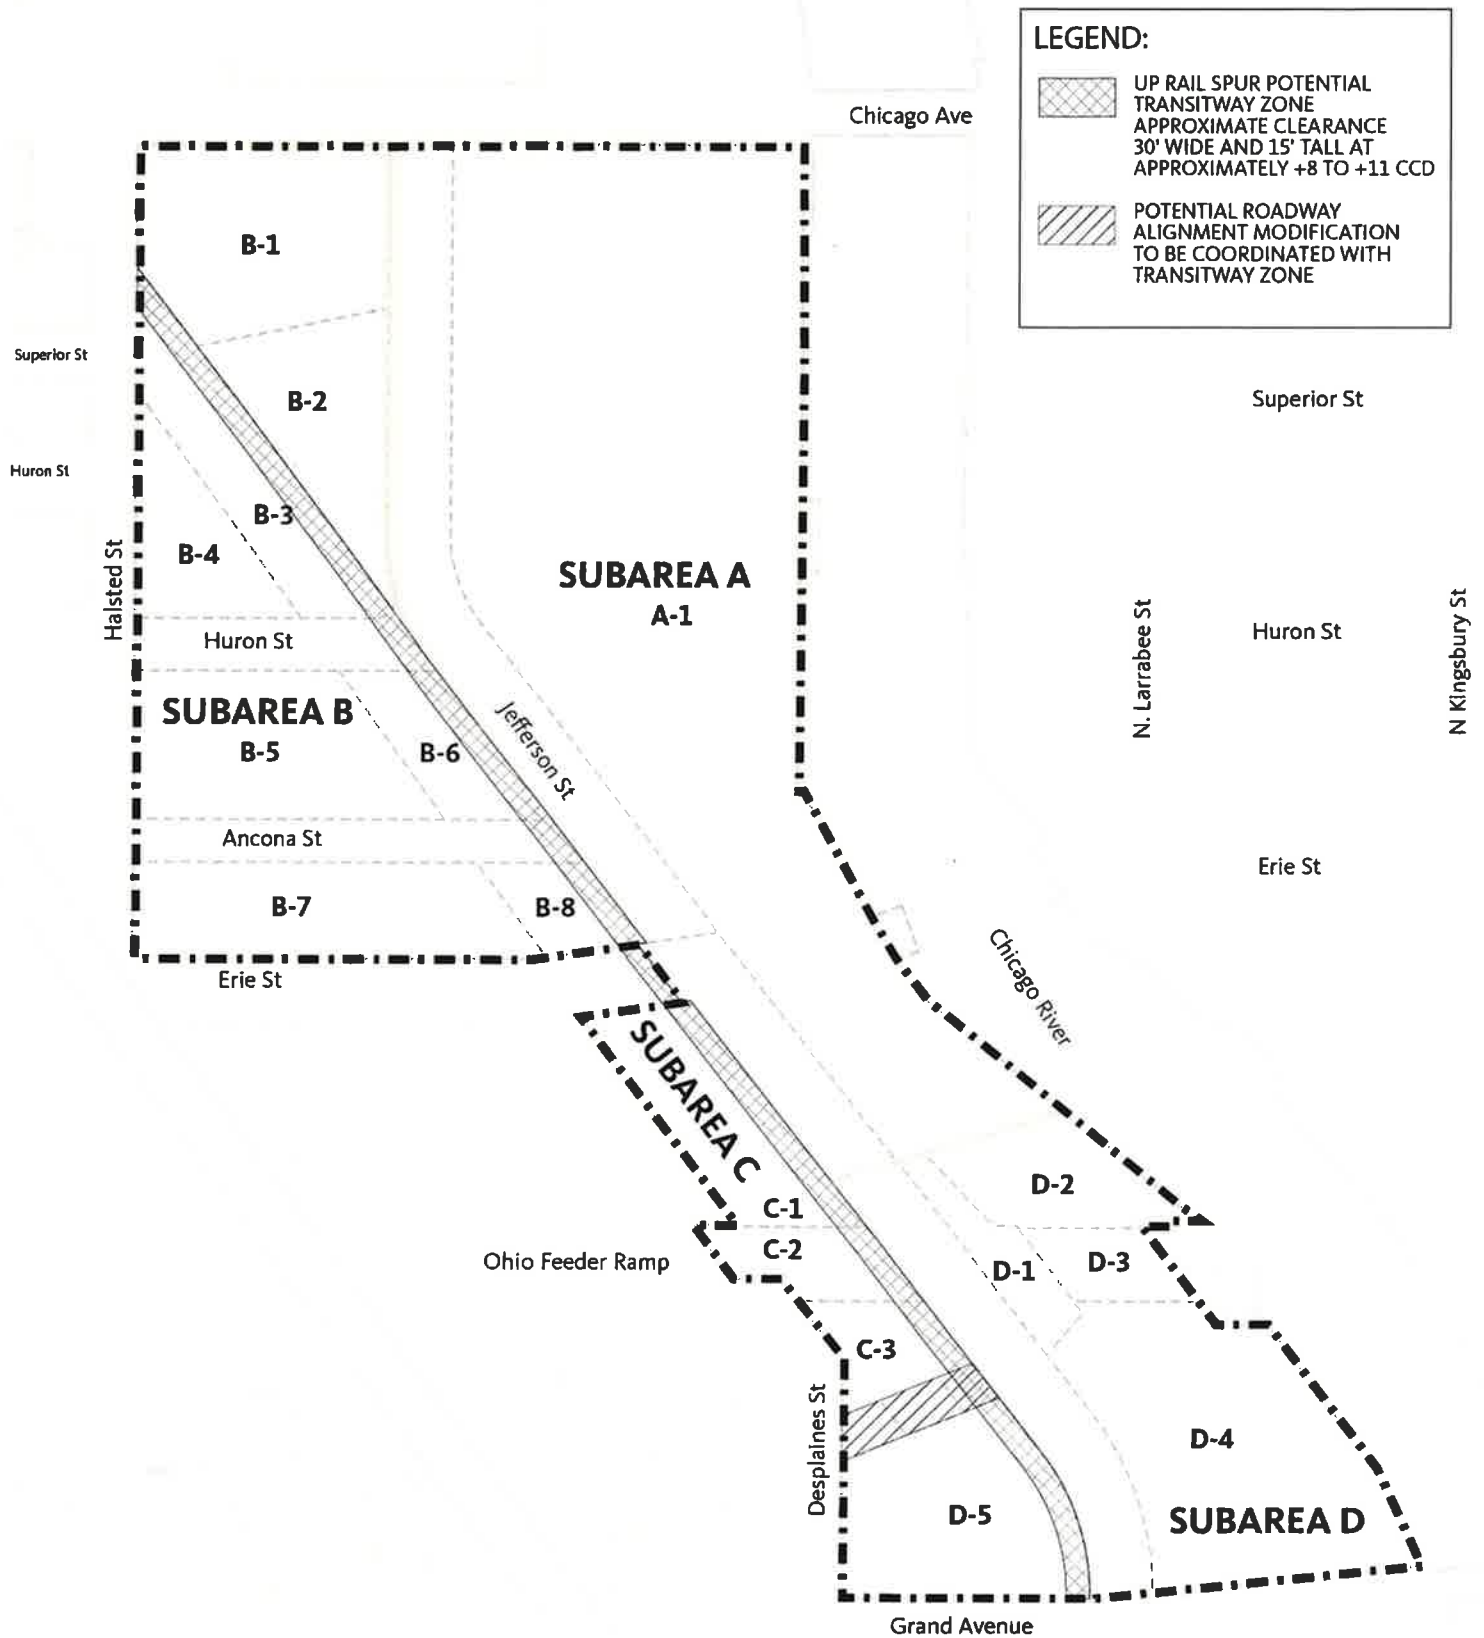 LEGEND:
UP RAIL SPUR POTENTIAL
TRANSITWAY ZONE
APPROXIMATE CLEARANCE
30' WIDE AND 15' TALL AT
APPROXIMATELY +8 TO +11 CCD
POTENTIAL ROADWAY
ALIGNMENT MODIFICATION
TO BE COORDINATED WITH
TRANSITWAY ZONE
Chicago Ave
B-1
Superior St
B-2
Superior St
Huron St
B-3
B-4
Halsted St
SUBAREA A
A-1
Huron St
N. Larrabee St
Huron St
N Kingsbury St
SUBAREA B
B-5
B-6
Jefferson St
Ancona St
Erie St
B-7
B-8
Erie St
Chicago River
SUBAREA C
C-1
D-2
C-2
Ohio Feeder Ramp
D-1
D-3
C-3
Desplaines St
D-4
D-5
SUBAREA D
Grand Avenue